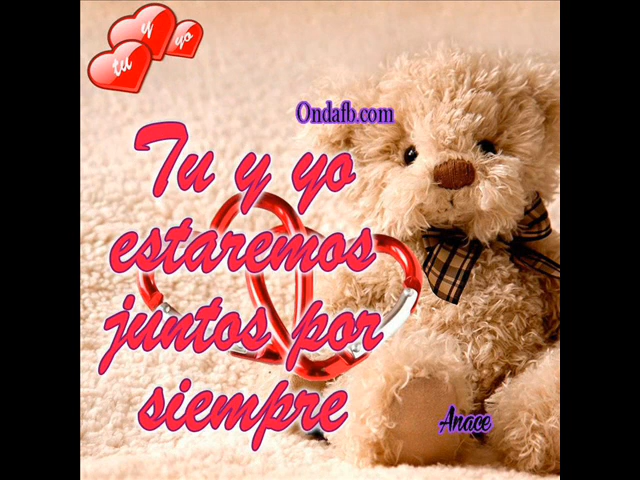 tu y yo
Ondafb.com
Tu y yo
estaremos
juntos por
siempre
Anace